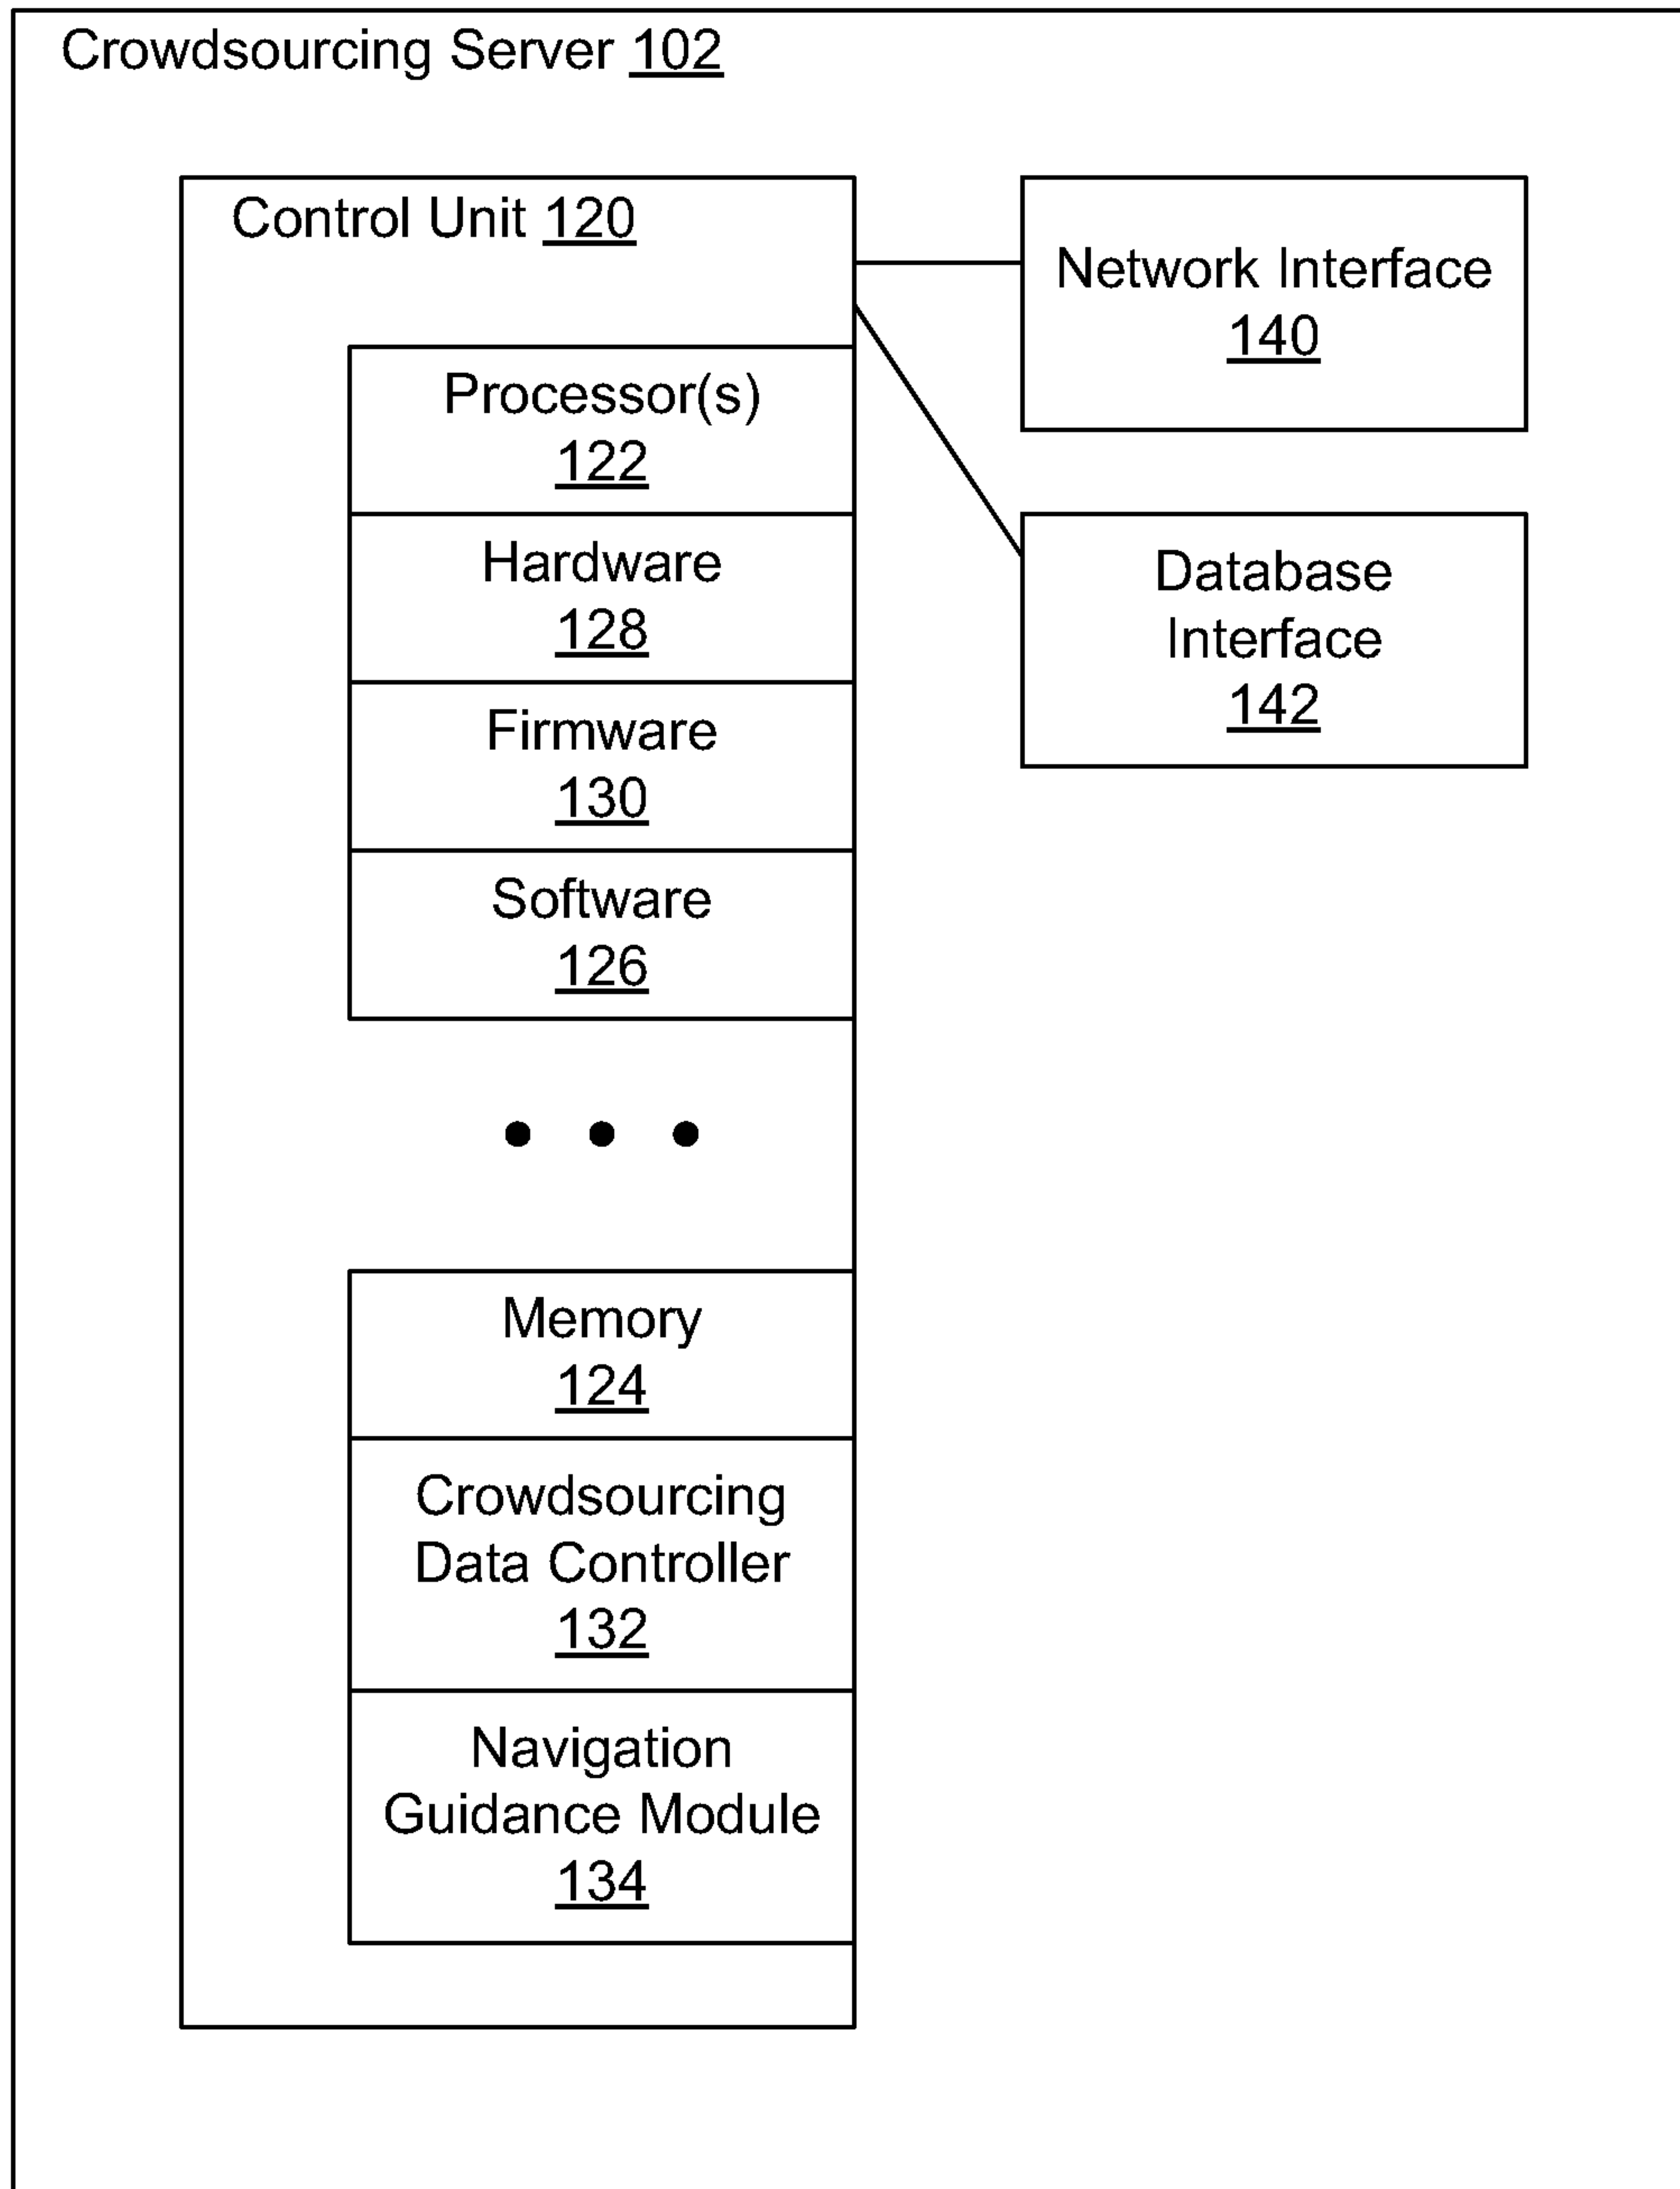 Crowdsourcing Server 102
Control Unit 120
Processor(s)
122
Hardware
128
Firmware
130
Software
126
Memory
124
Crowdsourcing
Data Controller
132
Navigation
Guidance Module
134
Network Interface
140
Database
Interface
142